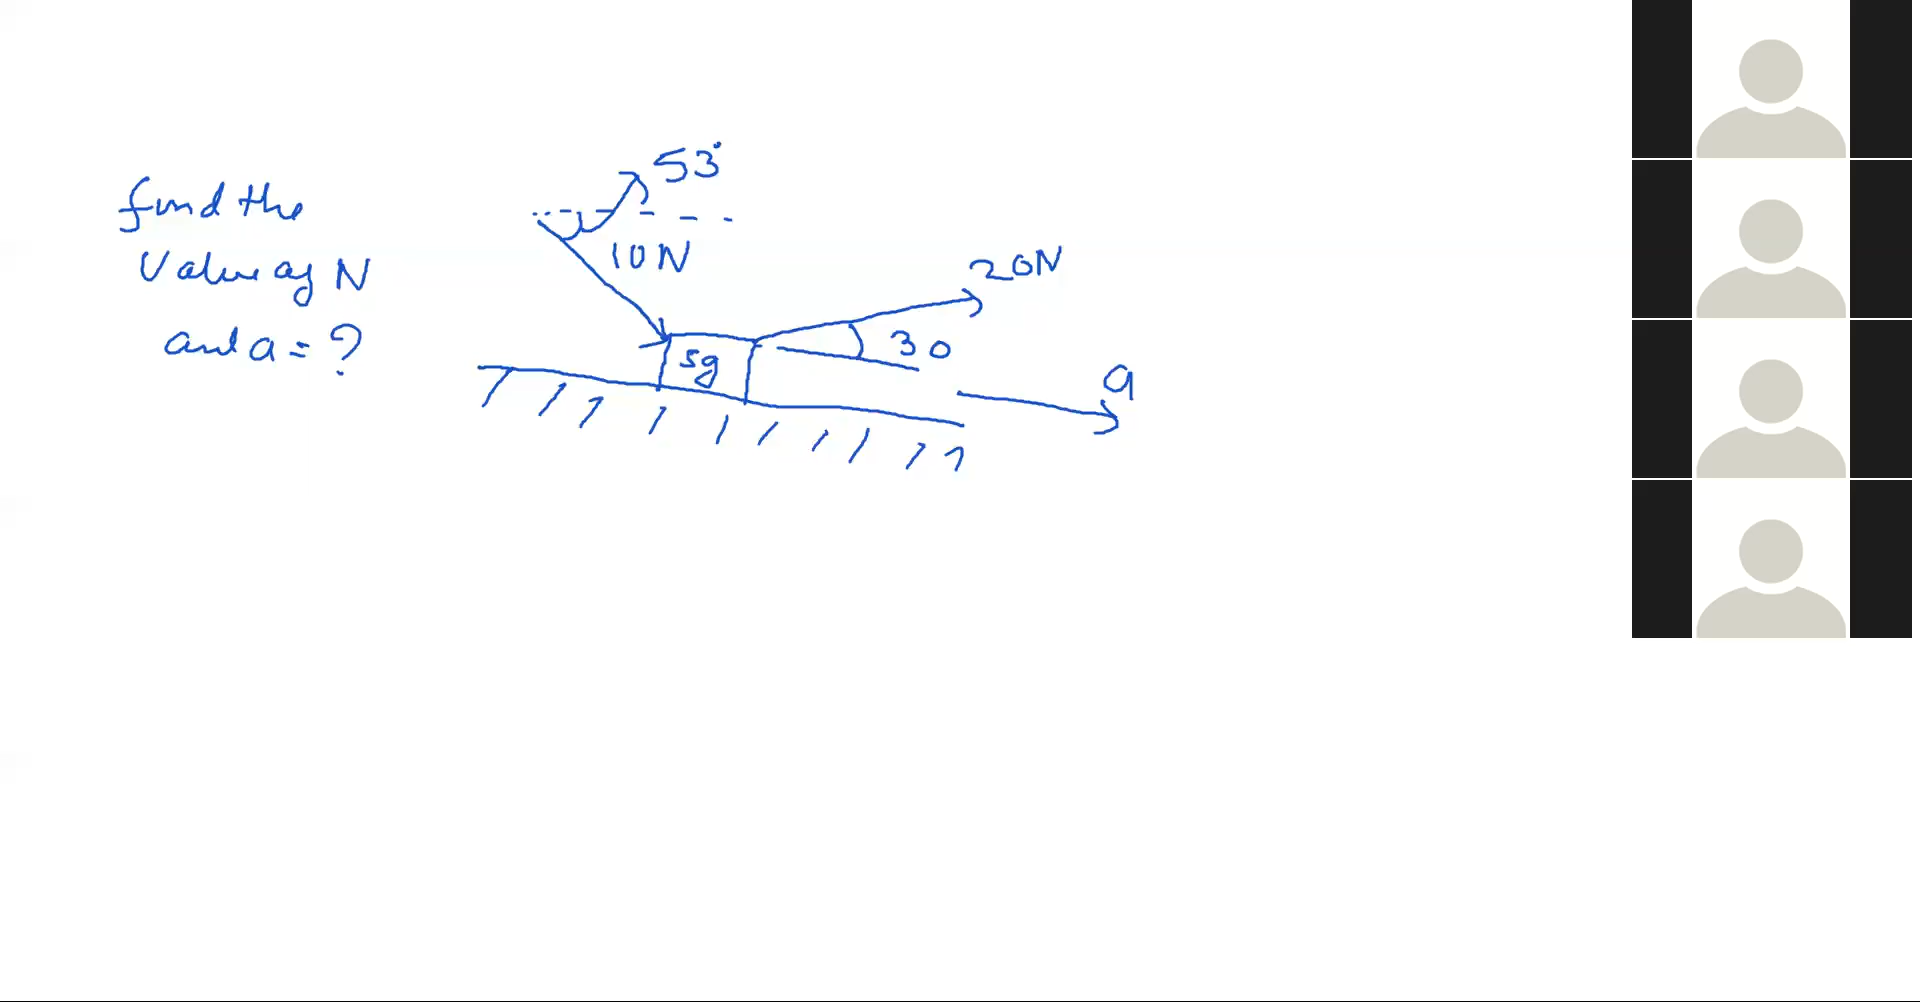 find the
value of N
and a = ?
53°
10N
20N
30
5g
a